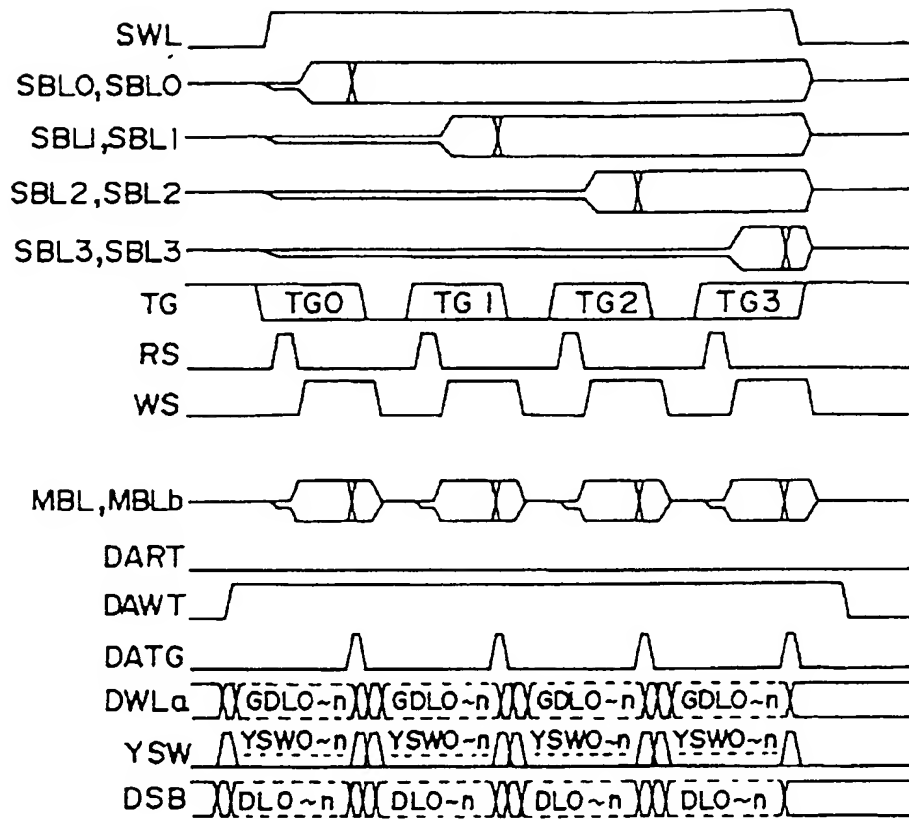 SWL
SBL0,SBL0
SBL1,SBL1
SBL2,SBL2
SBL3,SBL3
TG TG0 TG1 TG2 TG3
RS
WS
MBL,MBLb
DART
DAWT
DATG
DWLa GDL0~n GDL0~n GDL0~n GDL0~n
YSW YSW0~n YSW0~n YSW0~n YSW0~n
DSB DL0~n DL0~n DL0~n DL0~n